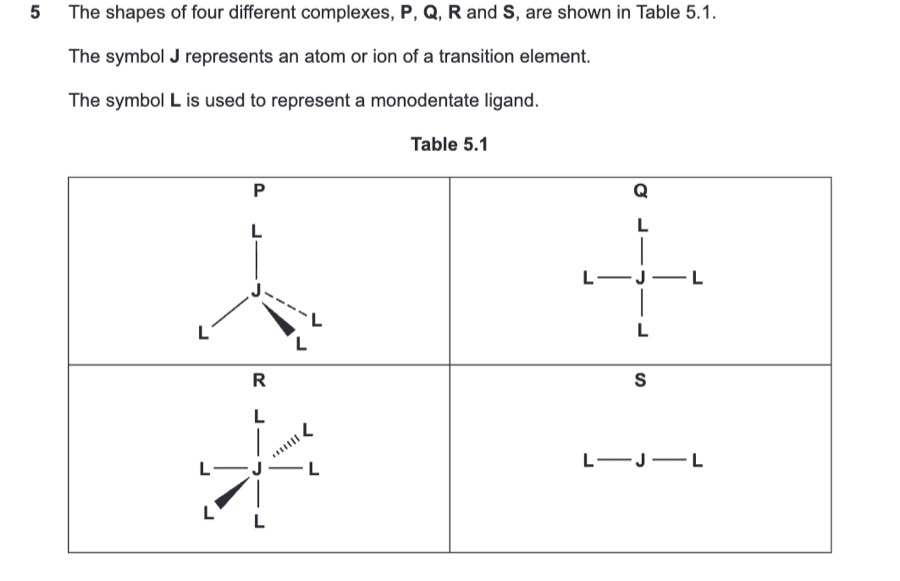 5 The shapes of four different complexes, P, Q, R and S, are shown in Table 5.1.
The symbol J represents an atom or ion of a transition element.
The symbol L is used to represent a monodentate ligand.
Table 5.1
P
L
J
L
L
L
Q
L
L J L
L
R
L
L
L J L
L
L
S
L J L